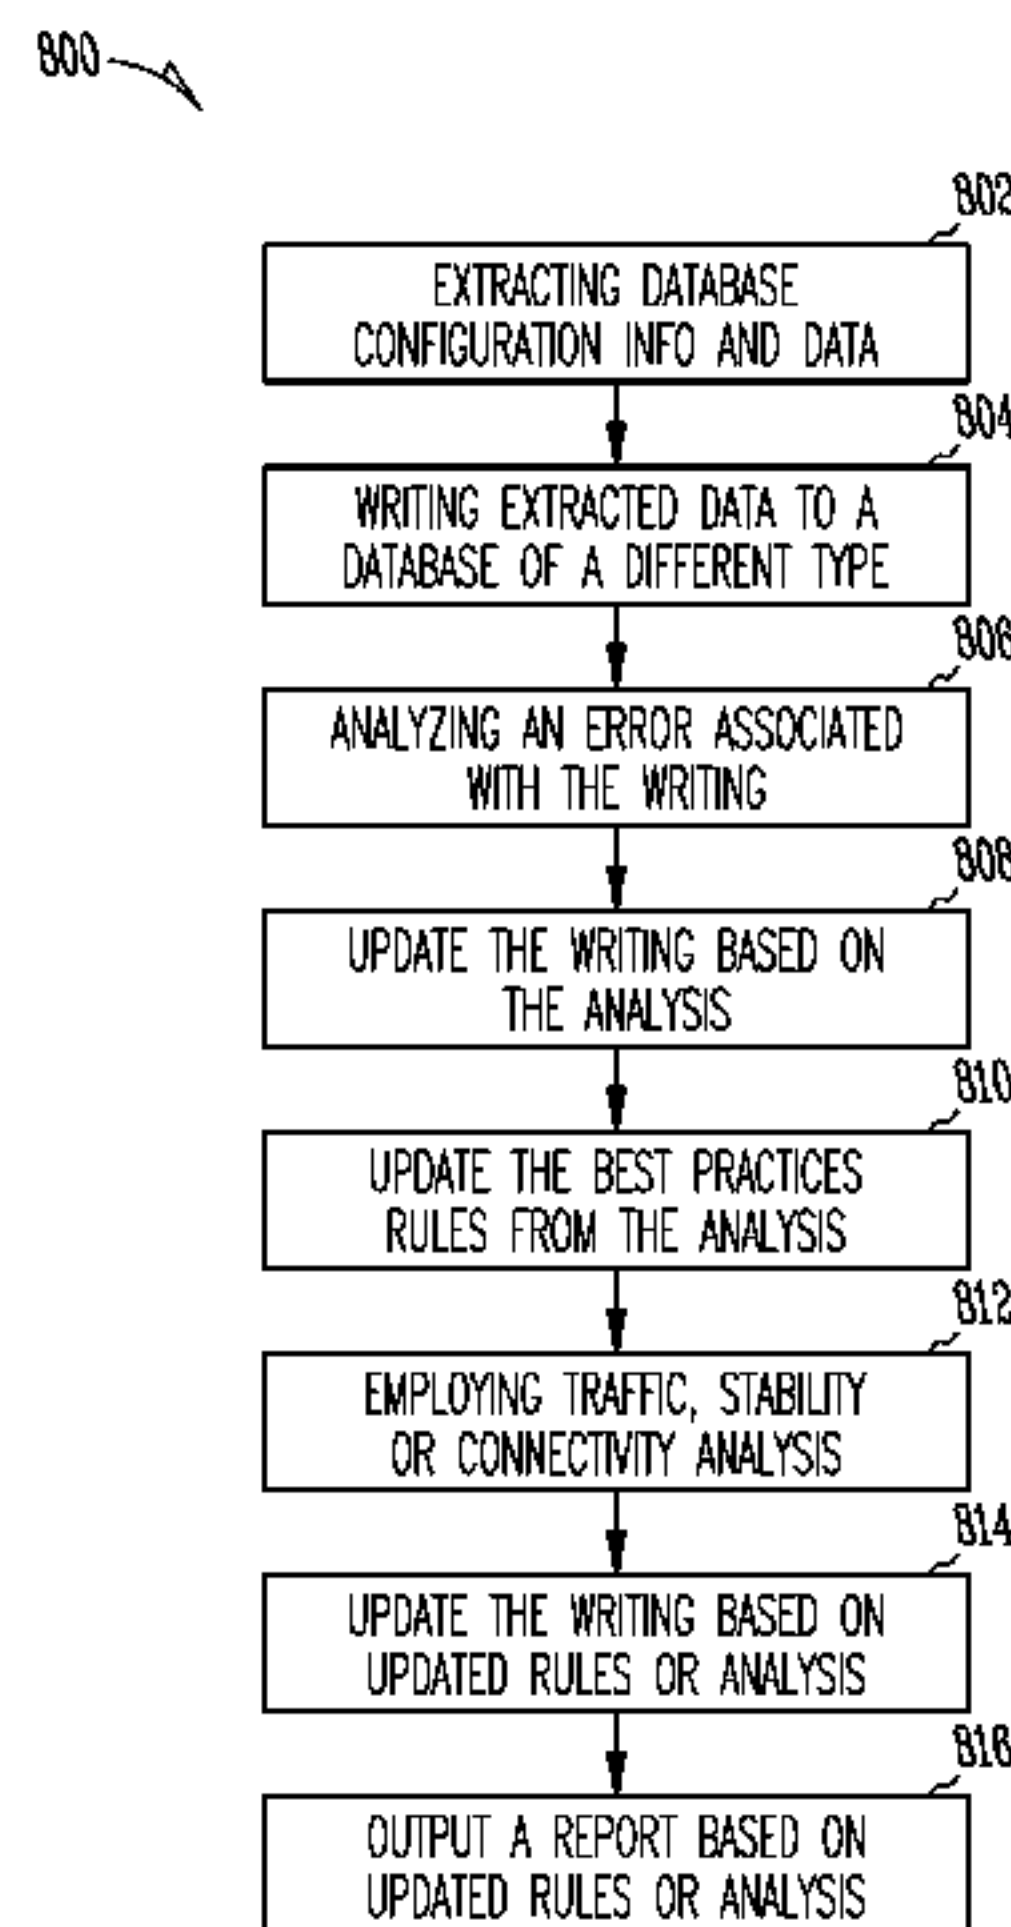 800
802
EXTRACTING DATABASE
CONFIGURATION INFO AND DATA
804
WRITING EXTRACTED DATA TO A
DATABASE OF A DIFFERENT TYPE
806
ANALYZING AN ERROR ASSOCIATED
WITH THE WRITING
808
UPDATE THE WRITING BASED ON
THE ANALYSIS
810
UPDATE THE BEST PRACTICES
RULES FROM THE ANALYSIS
812
EMPLOYING TRAFFIC, STABILITY
OR CONNECTIVITY ANALYSIS
814
UPDATE THE WRITING BASED ON
UPDATED RULES OR ANALYSIS
816
OUTPUT A REPORT BASED ON
UPDATED RULES OR ANALYSIS